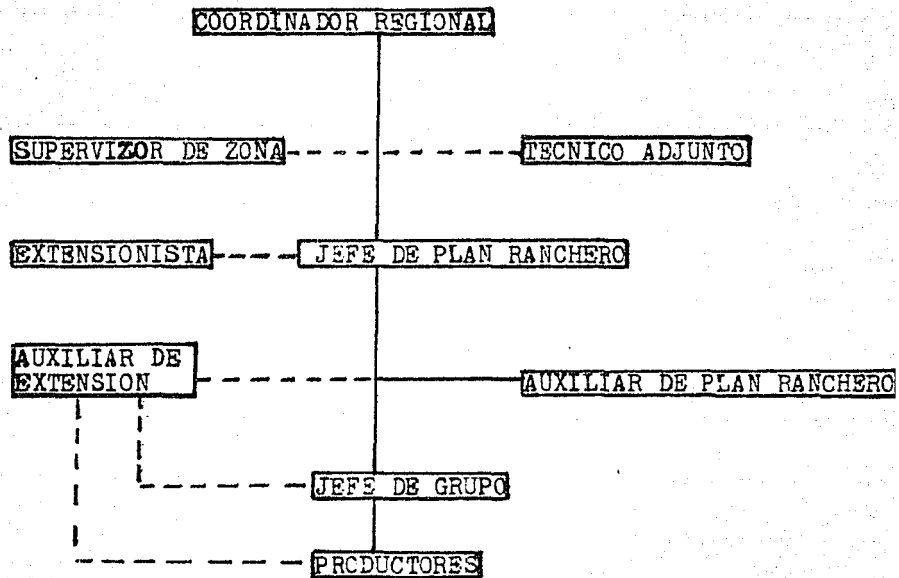 COORDINADOR REGIONAL
SUPERVIZOR DE ZONA
TECNICO ADJUNTO
EXTENSIONISTA
JEFE DE PLAN RANCHERO
AUXILIAR DE
EXTENSION
AUXILIAR DE PLAN RANCHERO
JEFE DE GRUPO
PRODUCTORES